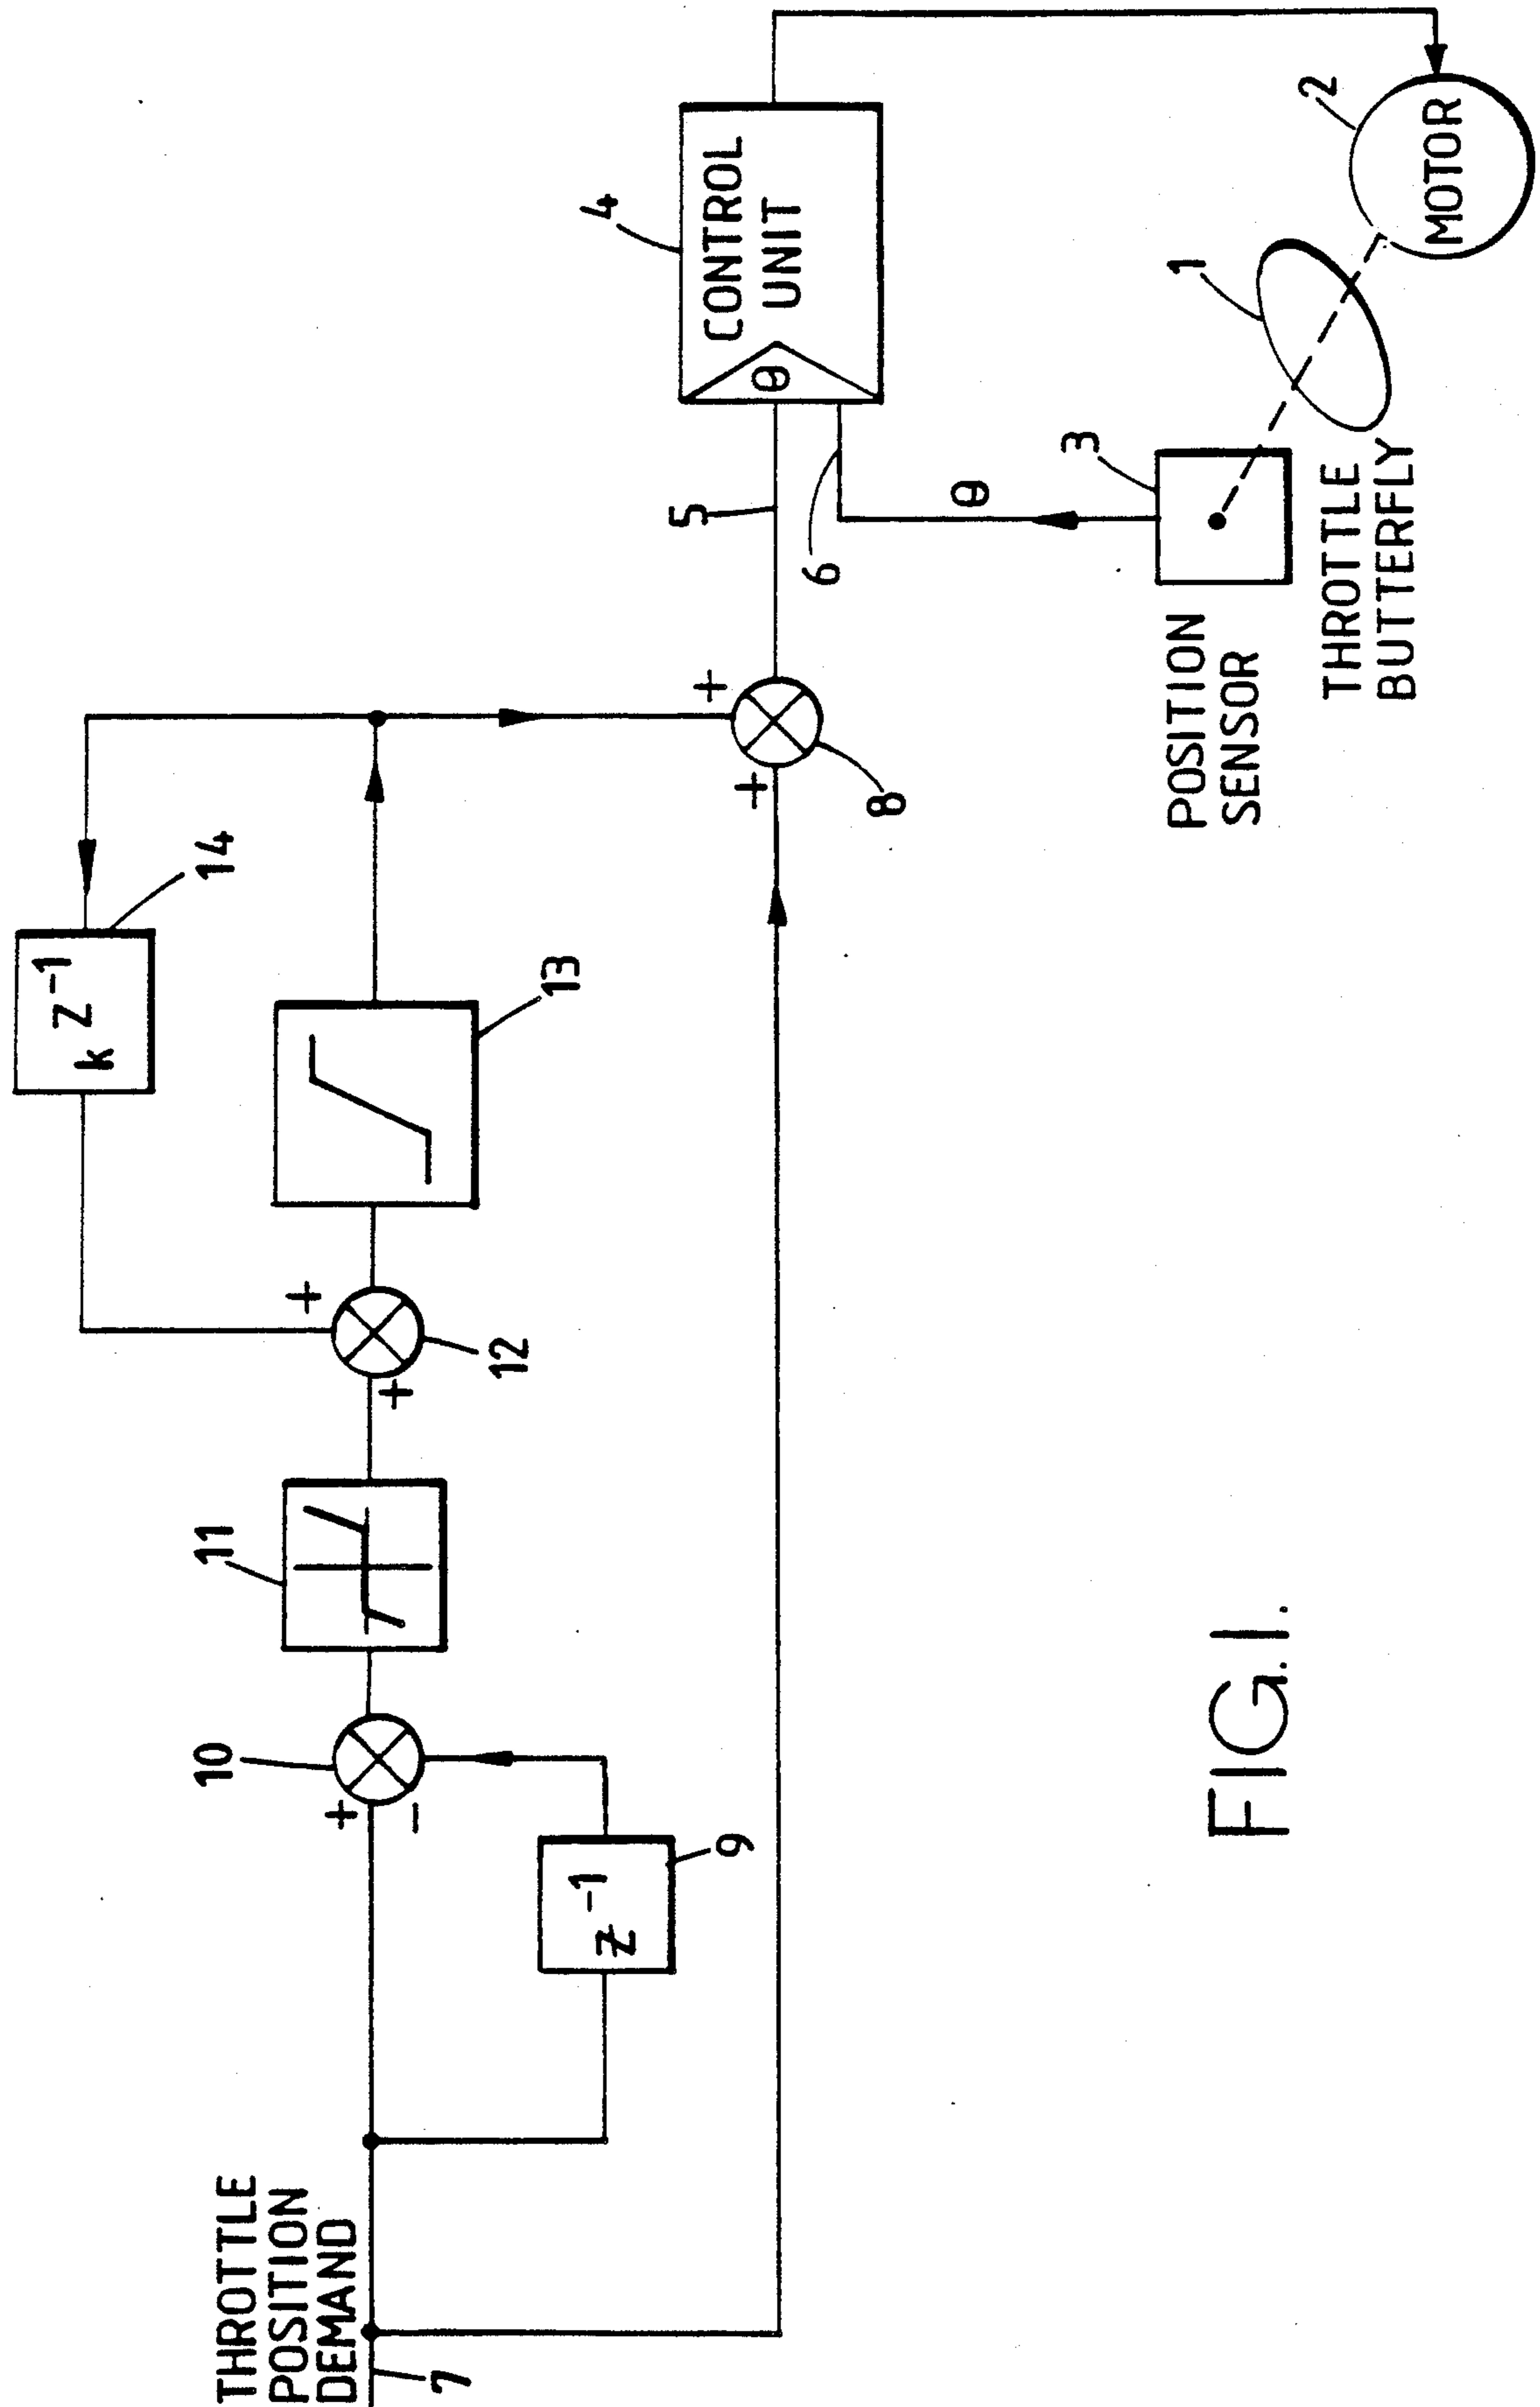 THROTTLE
POSITION
DEMAND
7
10
+
−
z⁻¹
9
11
+
+
12
k z⁻¹
14
13
+
+
8
5
6
θ
θ
4
CONTROL
UNIT
3
POSITION
SENSOR
1
THROTTLE
BUTTERFLY
2
MOTOR
FIG.1.